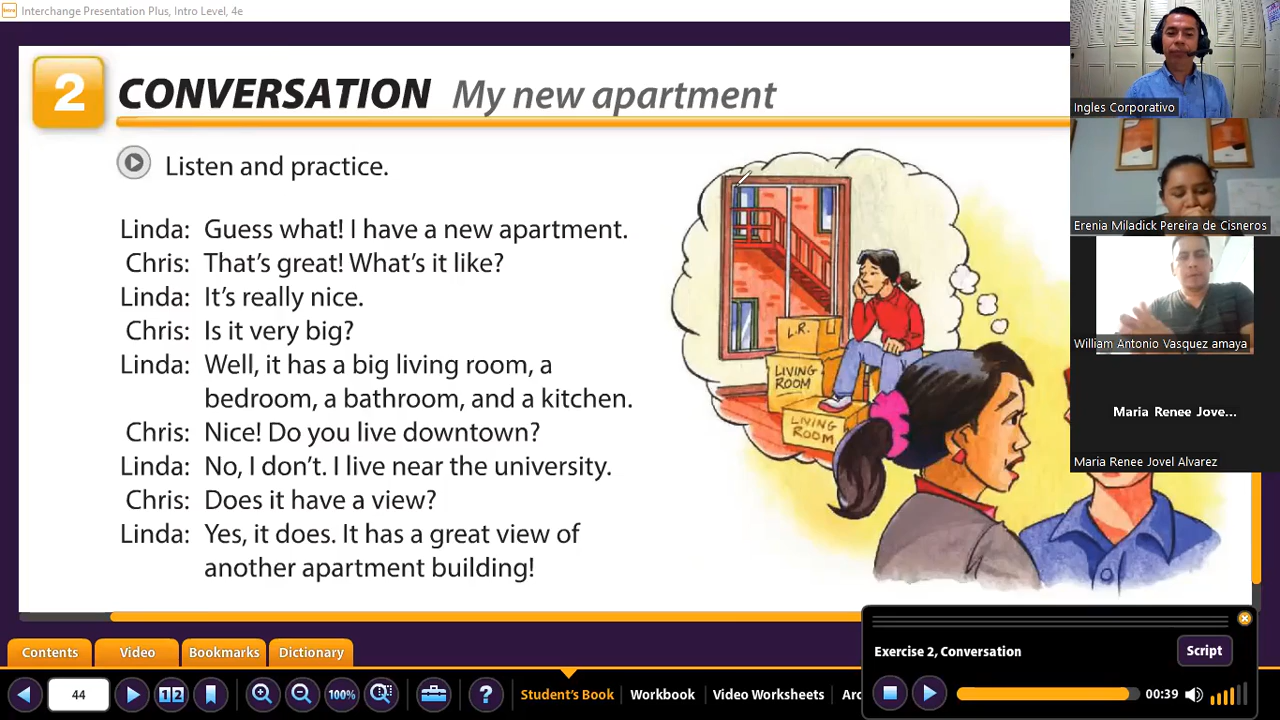 Interchange Presentation Plus, Intro Level, 4e
2 CONVERSATION My new apartment
Listen and practice.
Linda: Guess what! I have a new apartment.
Chris: That's great! What's it like?
Linda: It's really nice.
Chris: Is it very big?
Linda: Well, it has a big living room, a
bedroom, a bathroom, and a kitchen.
Chris: Nice! Do you live downtown?
Linda: No, I don't. I live near the university.
Chris: Does it have a view?
Linda: Yes, it does. It has a great view of
another apartment building!
L.R.
LIVING
ROOM
LIVING
ROOM
Ingles Corporativo
Erenia Miladick Pereira de Cisneros
William Antonio Vasquez amaya
Maria Renee Jove...
Maria Renee Jovel Alvarez
Exercise 2, Conversation
Script
00:39
Contents Video Bookmarks Dictionary
44 1 2 100% ? Student's Book Workbook Video Worksheets Arc